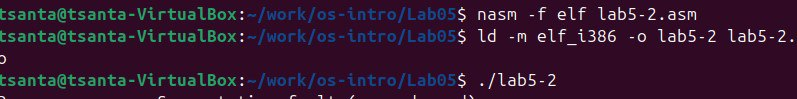 tsanta@tsanta-VirtualBox:~/work/os-intro/Lab05$ nasm -f elf lab5-2.asm
tsanta@tsanta-VirtualBox:~/work/os-intro/Lab05$ ld -m elf_i386 -o lab5-2 lab5-2.
o
tsanta@tsanta-VirtualBox:~/work/os-intro/Lab05$ ./lab5-2